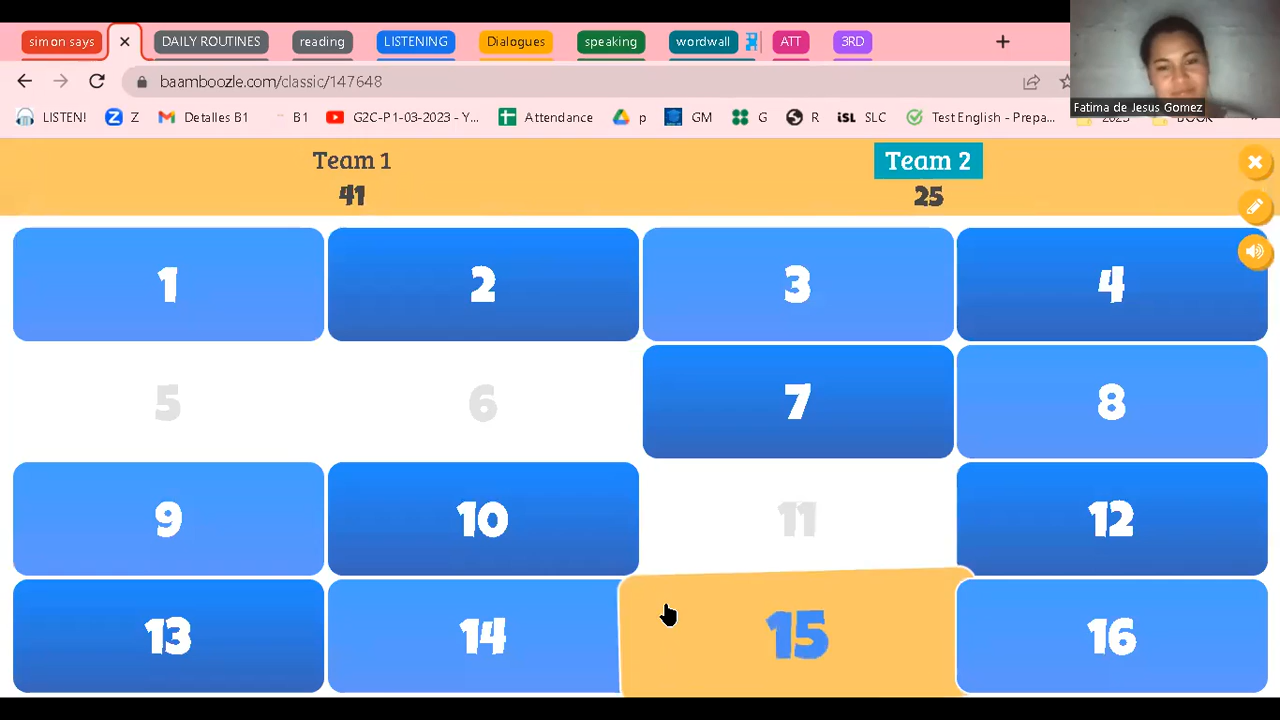 simon says DAILY ROUTINES reading LISTENING Dialogues speaking wordwall ATT 3RD
baamboozle.com/classic/147648
Fatima de Jesus Gomez
LISTEN! Z Detalles B1 B1 G2C-P1-03-2023 - Y... Attendance p GM G R iSL SLC Test English - Prepa...
Team 1 Team 2
41 25
1 2 3 4
5 6 7 8
9 10 11 12
13 14 15 16